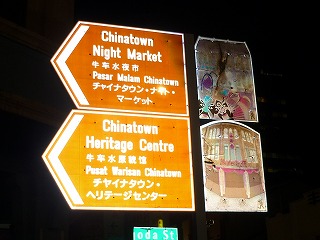 Chinatown
Night Market
牛车水夜市
Pasar Malam Chinatown
チャイナタウン・ナイト・
マーケット
Chinatown
Heritage Centre
牛车水原貌馆
Pusat Warisan Chinatown
チャイナタウン・
ヘリテージセンター
oda St